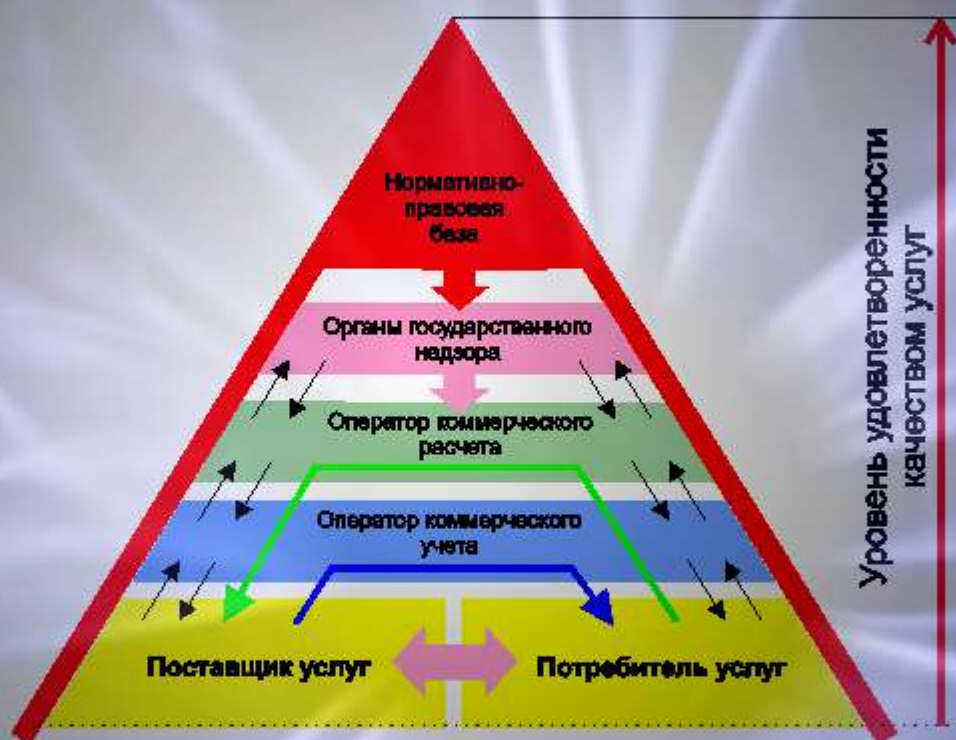 Нормативно-
правовая
база
Органы государственного
надзора
Оператор коммерческого
расчета
Оператор коммерческого
учета
Поставщик услуг
Потребитель услуг
Уровень удовлетворенности
качеством услуг